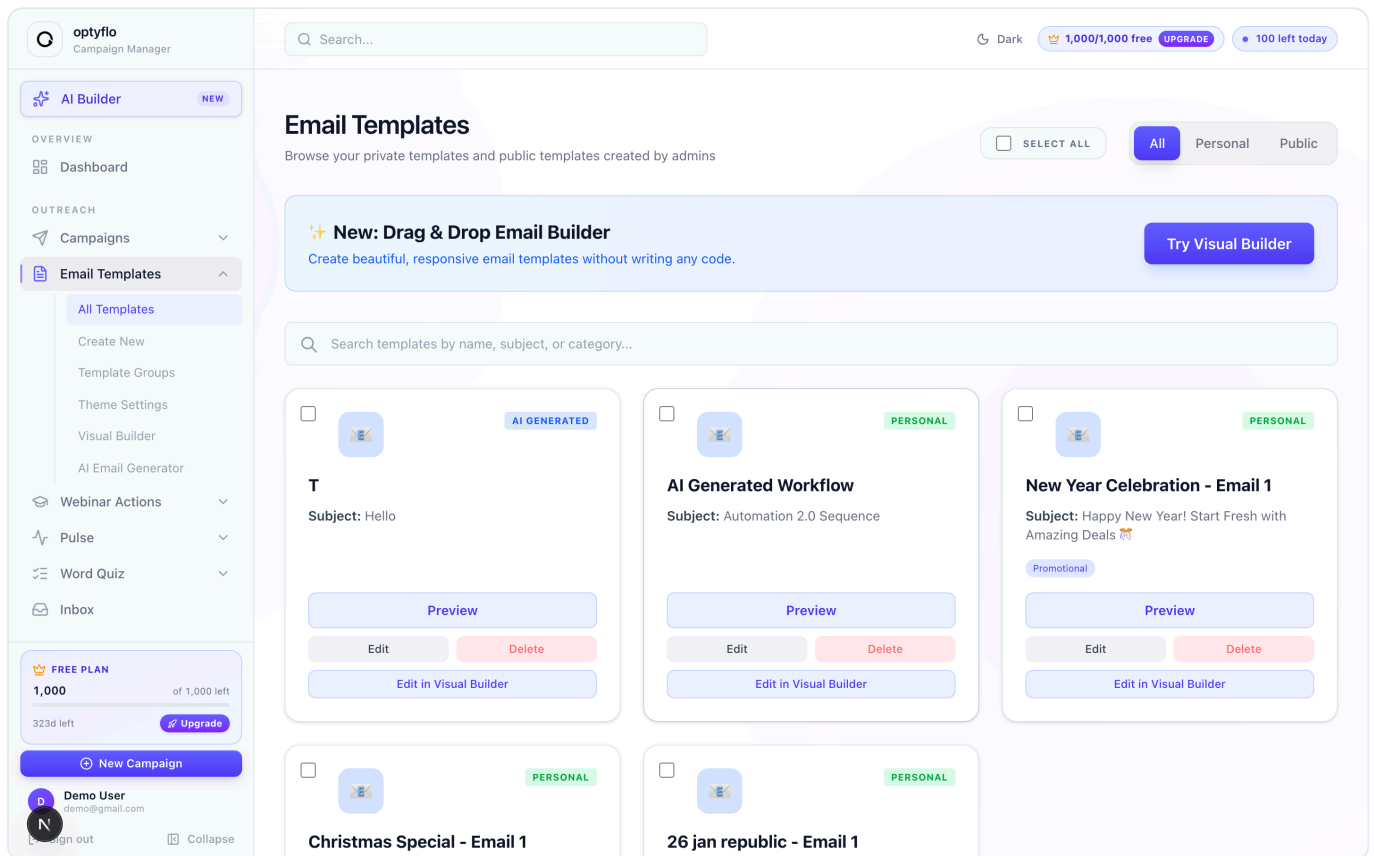 optyflo
Campaign Manager
Search...
Dark
1,000/1,000 free UPGRADE
100 left today
AI Builder NEW
OVERVIEW
Dashboard
OUTREACH
Campaigns
Email Templates
All Templates
Create New
Template Groups
Theme Settings
Visual Builder
AI Email Generator
Webinar Actions
Pulse
Word Quiz
Inbox
FREE PLAN
1,000 of 1,000 left
323d left Upgrade
New Campaign
D
Demo User
demo@gmail.com
N
Collapse
Email Templates
Browse your private templates and public templates created by admins
SELECT ALL
All Personal Public
✨ New: Drag & Drop Email Builder
Create beautiful, responsive email templates without writing any code.
Try Visual Builder
Search templates by name, subject, or category...
AI GENERATED
T
Subject: Hello
Preview
Edit Delete
Edit in Visual Builder
PERSONAL
AI Generated Workflow
Subject: Automation 2.0 Sequence
Preview
Edit Delete
Edit in Visual Builder
PERSONAL
New Year Celebration - Email 1
Subject: Happy New Year! Start Fresh with
Amazing Deals 🎊
Promotional
Preview
Edit Delete
Edit in Visual Builder
PERSONAL
Christmas Special - Email 1
PERSONAL
26 jan republic - Email 1